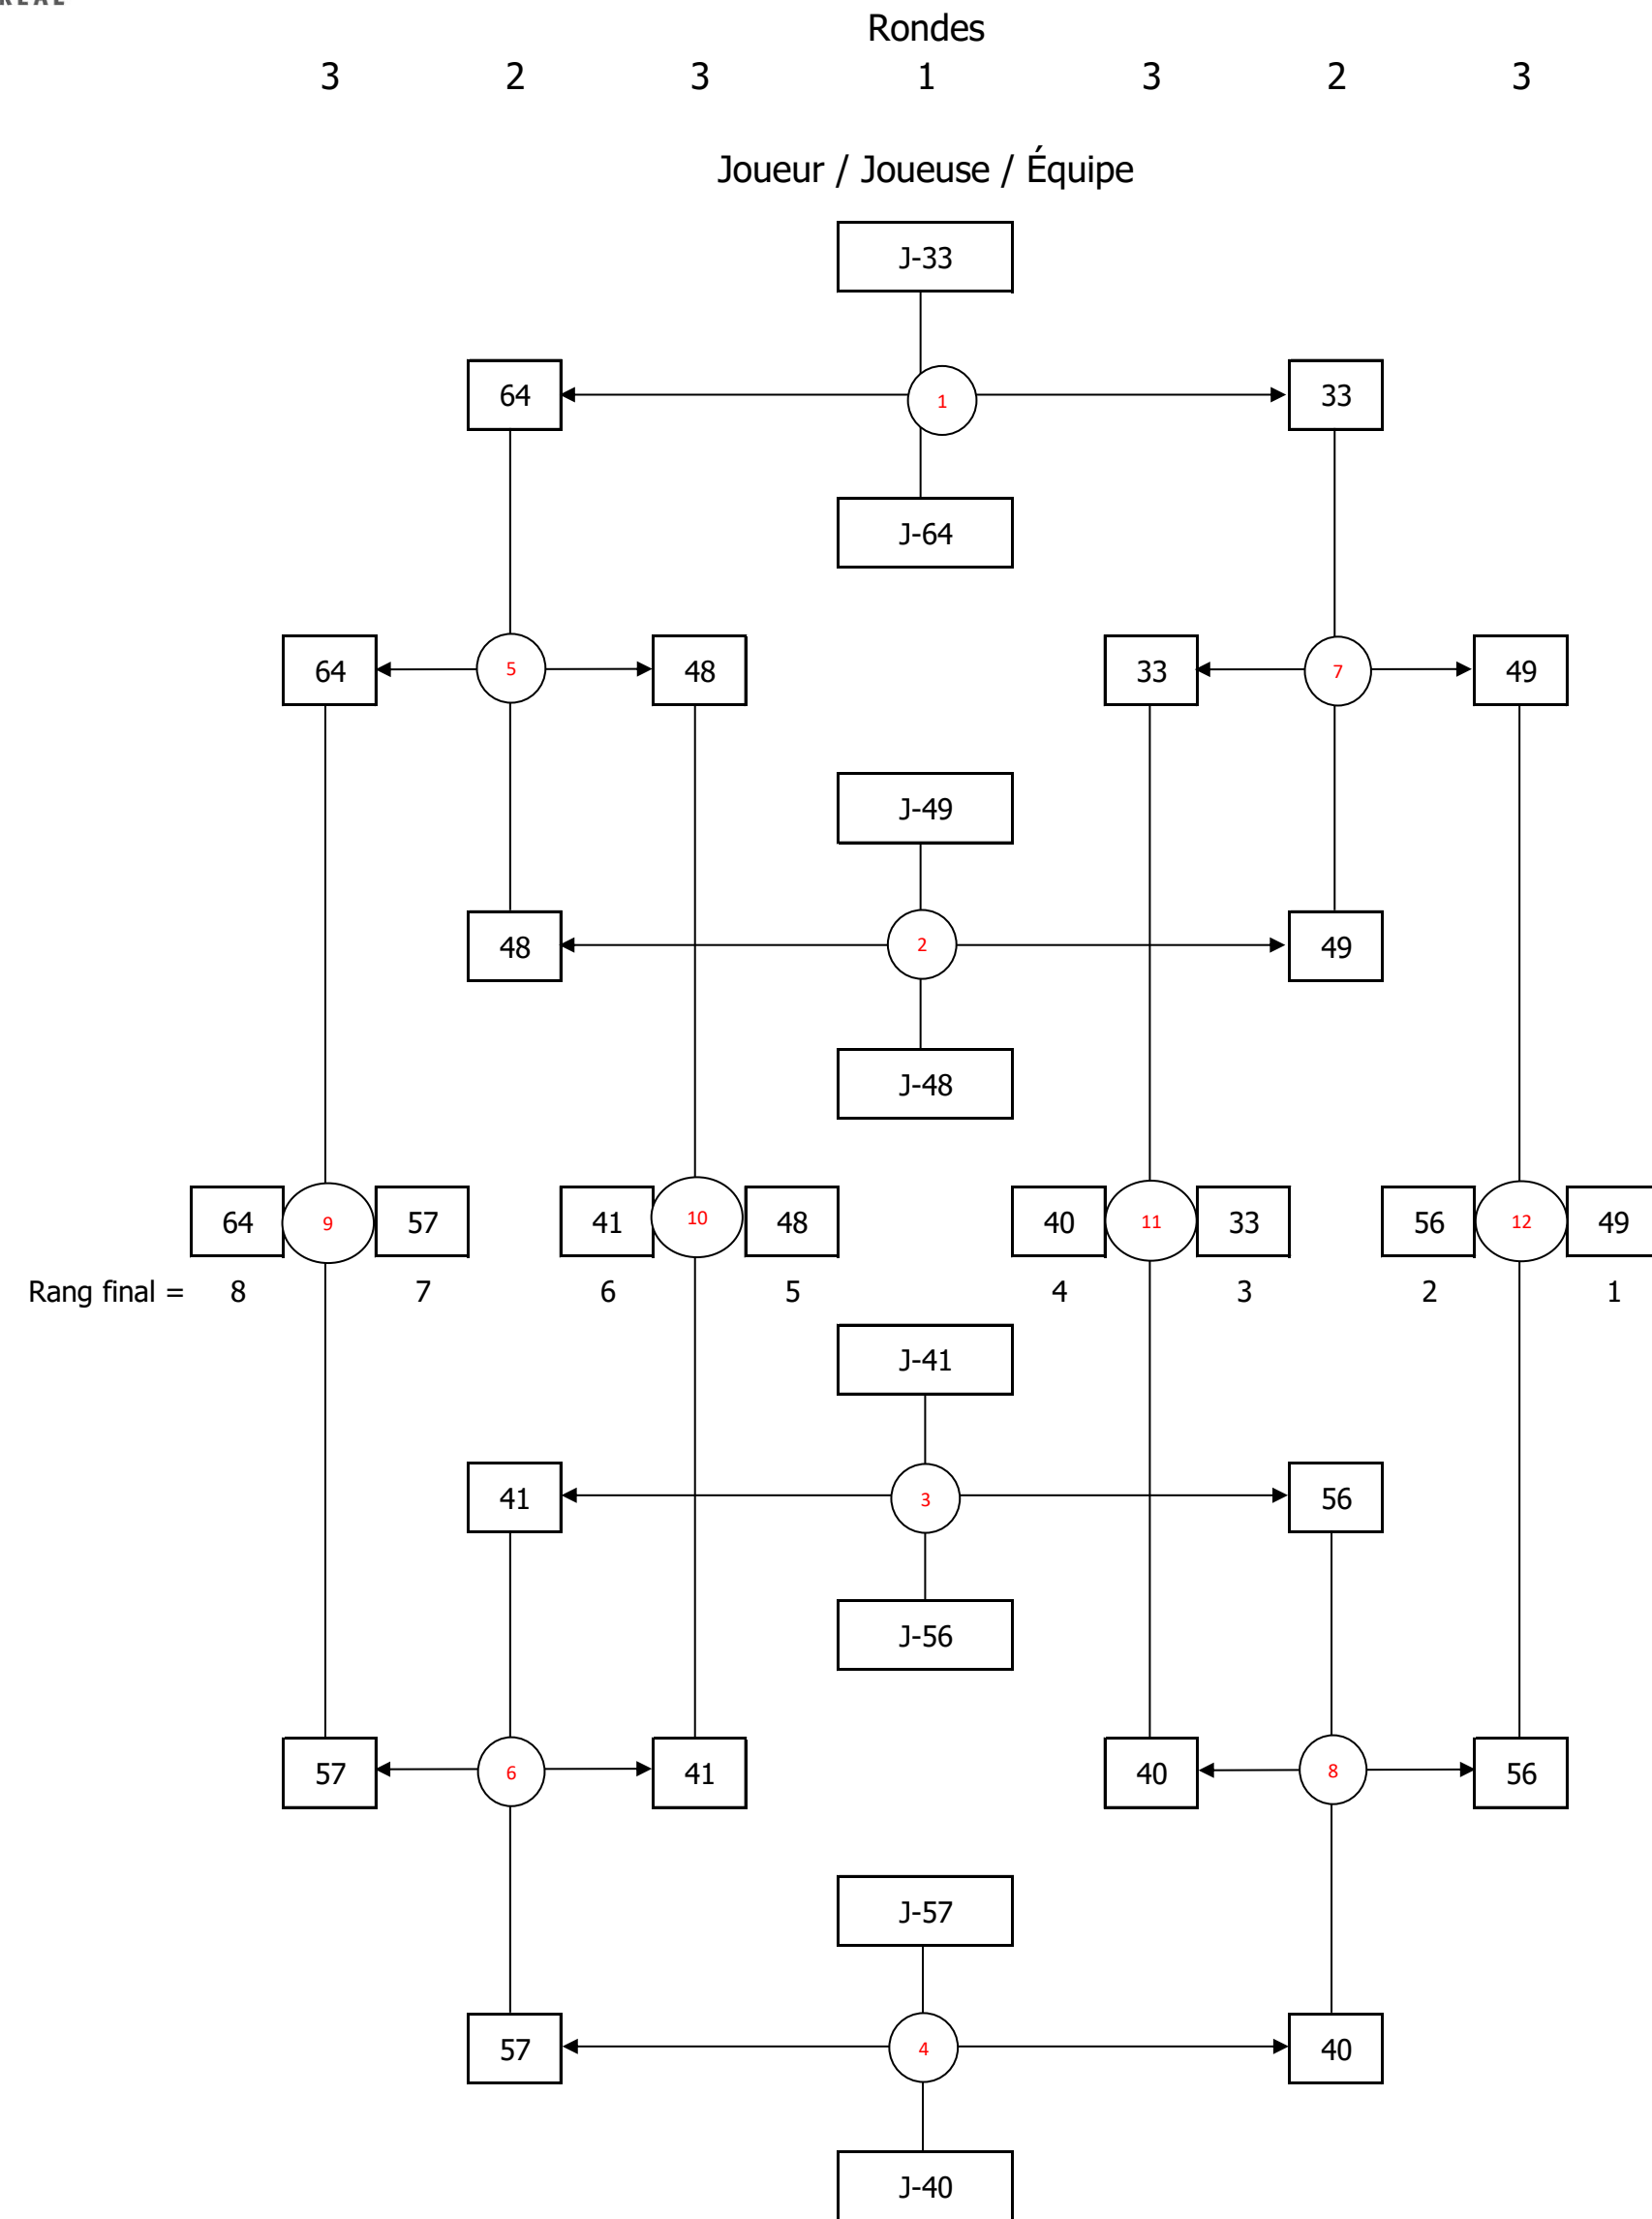 Rondes
3 2 3 1 3 2 3
Joueur / Joueuse / Équipe
J-33
64 1 33
J-64
64 5 48 33 7 49
J-49
48 2 49
J-48
64 9 57 41 10 48 40 11 33 56 12 49
Rang final = 8 7 6 5 4 3 2 1
J-41
41 3 56
J-56
57 6 41 40 8 56
J-57
57 4 40
J-40